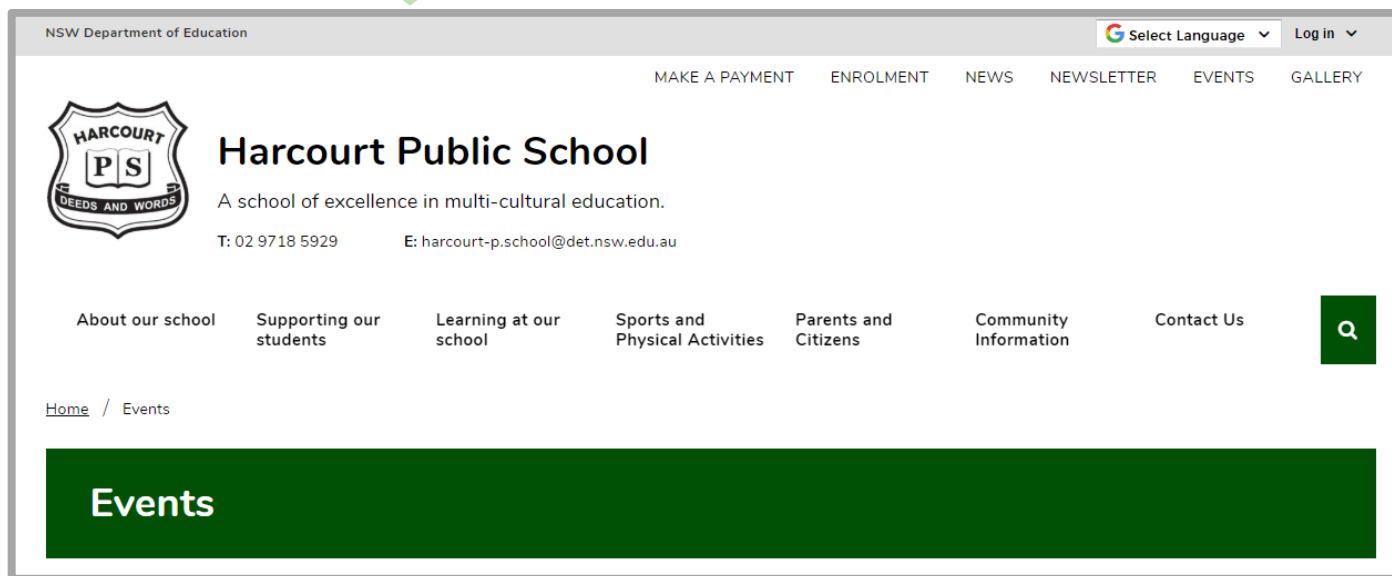 NSW Department of Education
Select Language
Log in
MAKE A PAYMENT ENROLMENT NEWS NEWSLETTER EVENTS GALLERY
HARCOURT
P S
DEEDS AND WORDS
Harcourt Public School
A school of excellence in multi-cultural education.
T: 02 9718 5929 E: harcourt-p.school@det.nsw.edu.au
About our school
Supporting our
students
Learning at our
school
Sports and
Physical Activities
Parents and
Citizens
Community
Information
Contact Us
Home / Events
Events